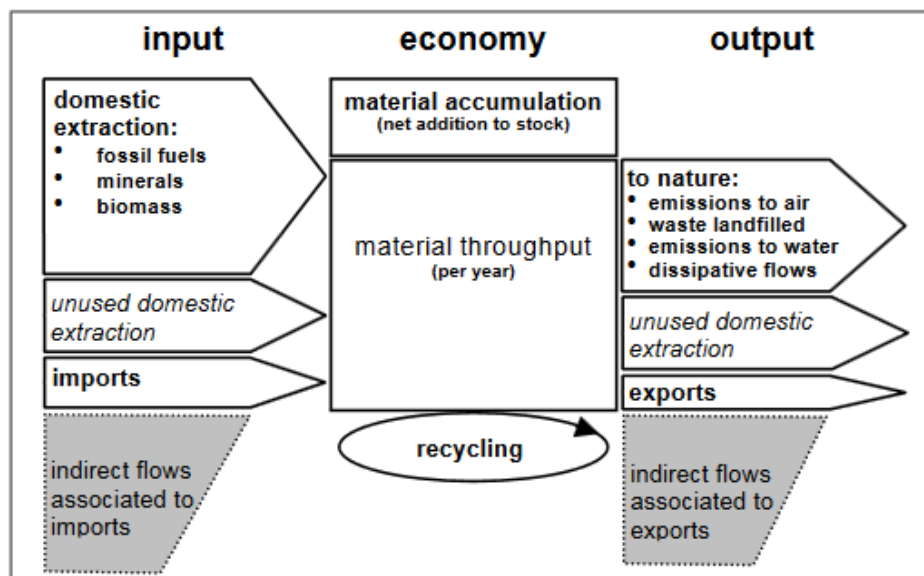 input
economy
output
domestic
extraction:
• fossil fuels
• minerals
• biomass
unused domestic
extraction
imports
indirect flows
associated to
imports
material accumulation
(net addition to stock)
material throughput
(per year)
recycling
to nature:
• emissions to air
• waste landfilled
• emissions to water
• dissipative flows
unused domestic
extraction
exports
indirect flows
associated to
exports